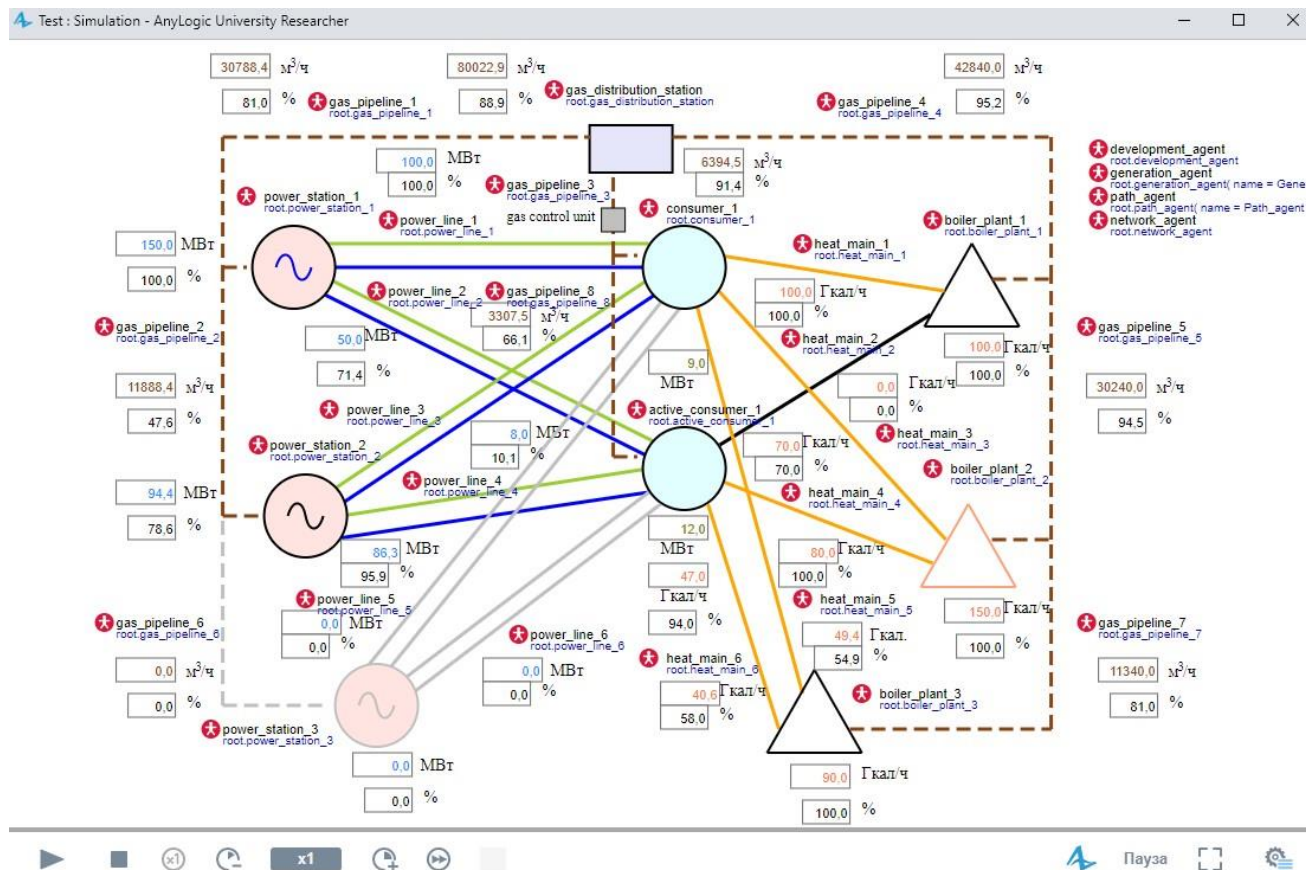 Test : Simulation - AnyLogic University Researcher
30788,4 м³/ч
81,0 %
gas_pipeline_1
root.gas_pipeline_1
80022,9 м³/ч
88,9 %
gas_distribution_station
root.gas_distribution_station
42840,0 м³/ч
95,2 %
gas_pipeline_4
root.gas_pipeline_4
development_agent
root.development_agent
generation_agent
root.generation_agent( name = Gene
path_agent
root.path_agent( name = Path_agent
network_agent
root.network_agent
100,0 МВт
100,0 %
6394,5 м³/ч
91,4 %
gas_pipeline_3
root.gas_pipeline_3
gas control unit
power_station_1
root.power_station_1
power_line_1
root.power_line_1
consumer_1
root.consumer_1
boiler_plant_1
root.boiler_plant_1
heat_main_1
root.heat_main_1
150,0 МВт
100,0 %
power_line_2
root.power_line_2
gas_pipeline_8
root.gas_pipeline_8
3307,5 м³/ч
66,1 %
100,0 Гкал/ч
100,0 %
gas_pipeline_2
root.gas_pipeline_2
50,0 МВт
71,4 %
heat_main_2
root.heat_main_2
100,0 Гкал/ч
100,0 %
gas_pipeline_5
root.gas_pipeline_5
9,0
МВт
0,0 Гкал/ч
0,0 %
11888,4 м³/ч
47,6 %
30240,0 м³/ч
94,5 %
power_line_3
root.power_line_3
active_consumer_1
root.active_consumer_1
8,0 МВт
10,1 %
70,0 Гкал/ч
70,0 %
heat_main_3
root.heat_main_3
power_station_2
root.power_station_2
power_line_4
root.power_line_4
boiler_plant_2
root.boiler_plant_2
heat_main_4
root.heat_main_4
94,4 МВт
78,6 %
12,0
МВт
86,3 МВт
95,9 %
80,0 Гкал/ч
100,0 %
47,0
Гкал/ч
94,0 %
power_line_5
root.power_line_5
0,0 МВт
0,0 %
heat_main_5
root.heat_main_5
150,0 Гкал/ч
100,0 %
gas_pipeline_6
root.gas_pipeline_6
49,4 Гкал.
54,9 %
gas_pipeline_7
root.gas_pipeline_7
power_line_6
root.power_line_6
0,0 МВт
0,0 %
heat_main_6
root.heat_main_6
0,0 м³/ч
0,0 %
40,6 Гкал/ч
58,0 %
boiler_plant_3
root.boiler_plant_3
11340,0 м³/ч
81,0 %
power_station_3
root.power_station_3
0,0 МВт
0,0 %
90,0 Гкал/ч
100,0 %
x1
x1
Пауза